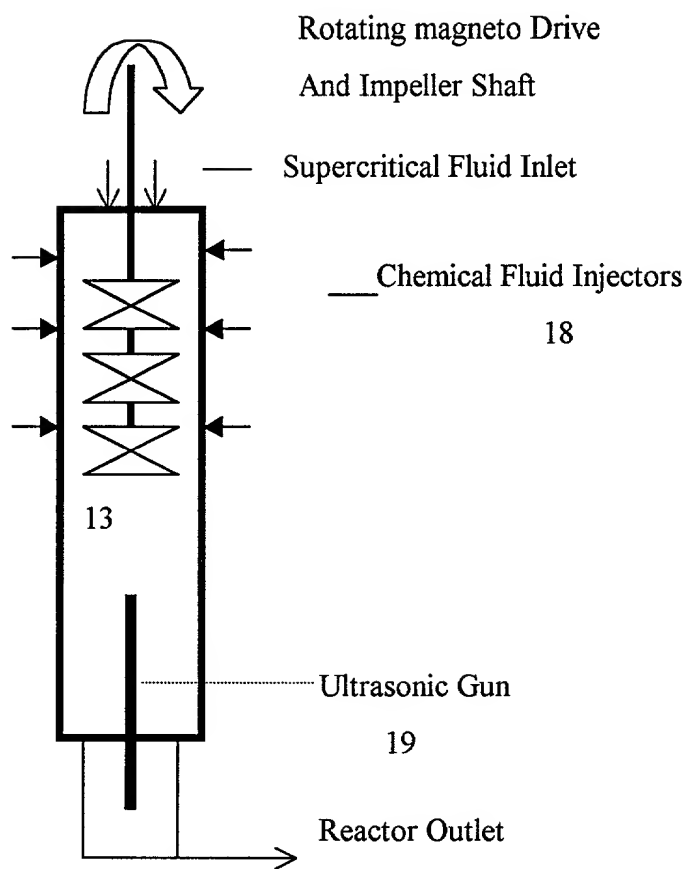 Rotating magneto Drive
And Impeller Shaft
Supercritical Fluid Inlet
Chemical Fluid Injectors
18
13
Ultrasonic Gun
19
Reactor Outlet